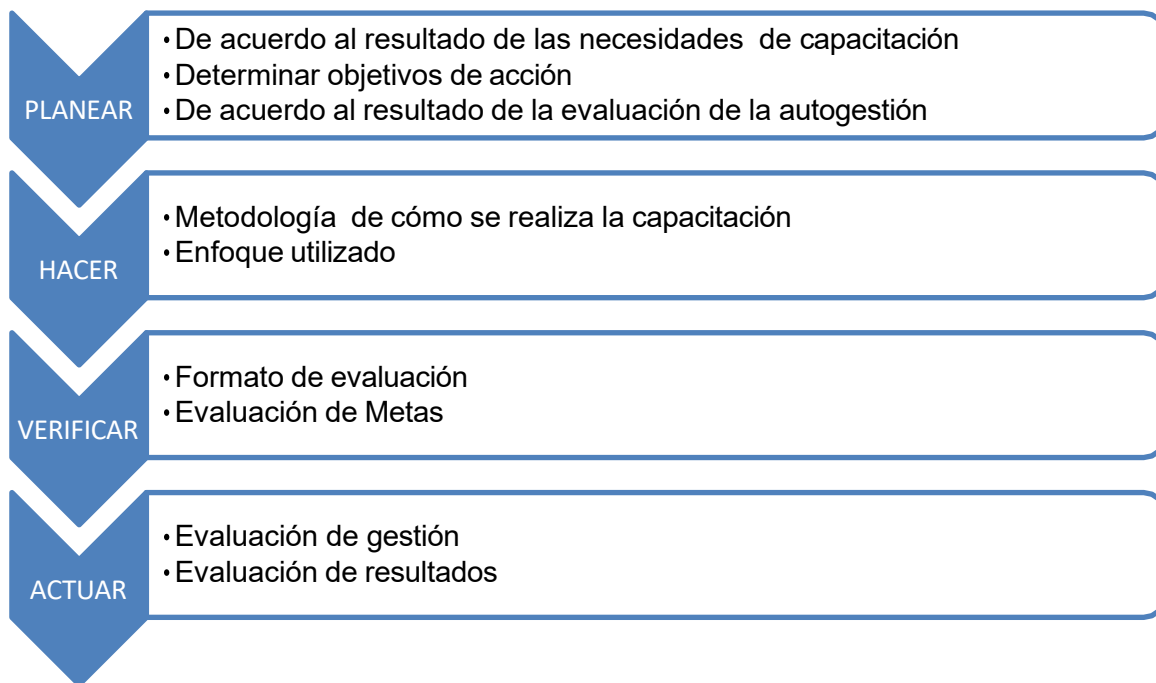 PLANEAR
•De acuerdo al resultado de las necesidades  de capacitación
•Determinar objetivos de acción
•De acuerdo al resultado de la evaluación de la autogestión
HACER
•Metodología  de cómo se realiza la capacitación
•Enfoque utilizado
VERIFICAR
•Formato de evaluación
•Evaluación de Metas
ACTUAR
•Evaluación de gestión
•Evaluación de resultados